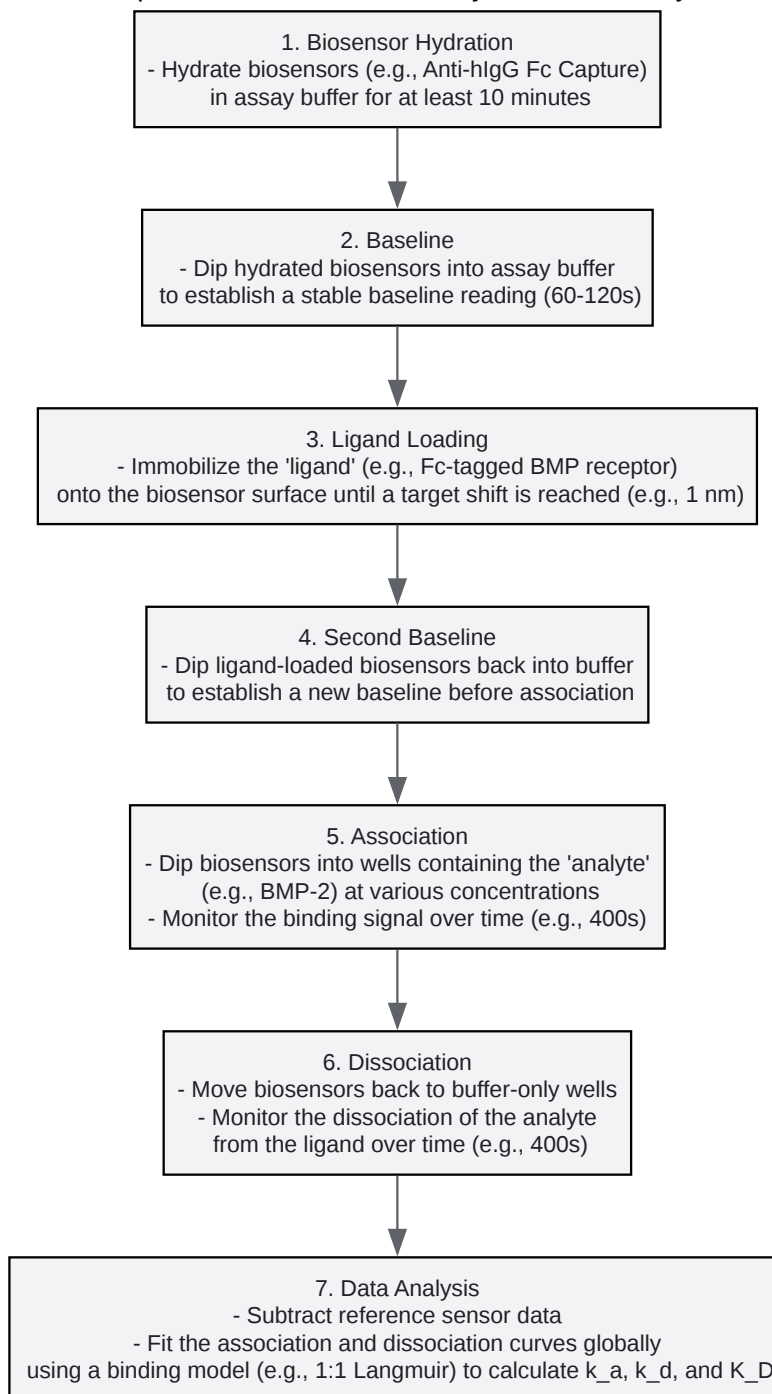 1. Biosensor Hydration
- Hydrate biosensors (e.g., Anti-hIgG Fc Capture)
in assay buffer for at least 10 minutes
2. Baseline
- Dip hydrated biosensors into assay buffer
to establish a stable baseline reading (60-120s)
3. Ligand Loading
- Immobilize the 'ligand' (e.g., Fc-tagged BMP receptor)
onto the biosensor surface until a target shift is reached (e.g., 1 nm)
4. Second Baseline
- Dip ligand-loaded biosensors back into buffer
to establish a new baseline before association
5. Association
- Dip biosensors into wells containing the 'analyte'
(e.g., BMP-2) at various concentrations
- Monitor the binding signal over time (e.g., 400s)
6. Dissociation
- Move biosensors back to buffer-only wells
- Monitor the dissociation of the analyte
from the ligand over time (e.g., 400s)
7. Data Analysis
- Subtract reference sensor data
- Fit the association and dissociation curves globally
using a binding model (e.g., 1:1 Langmuir) to calculate k_a, k_d, and K_D